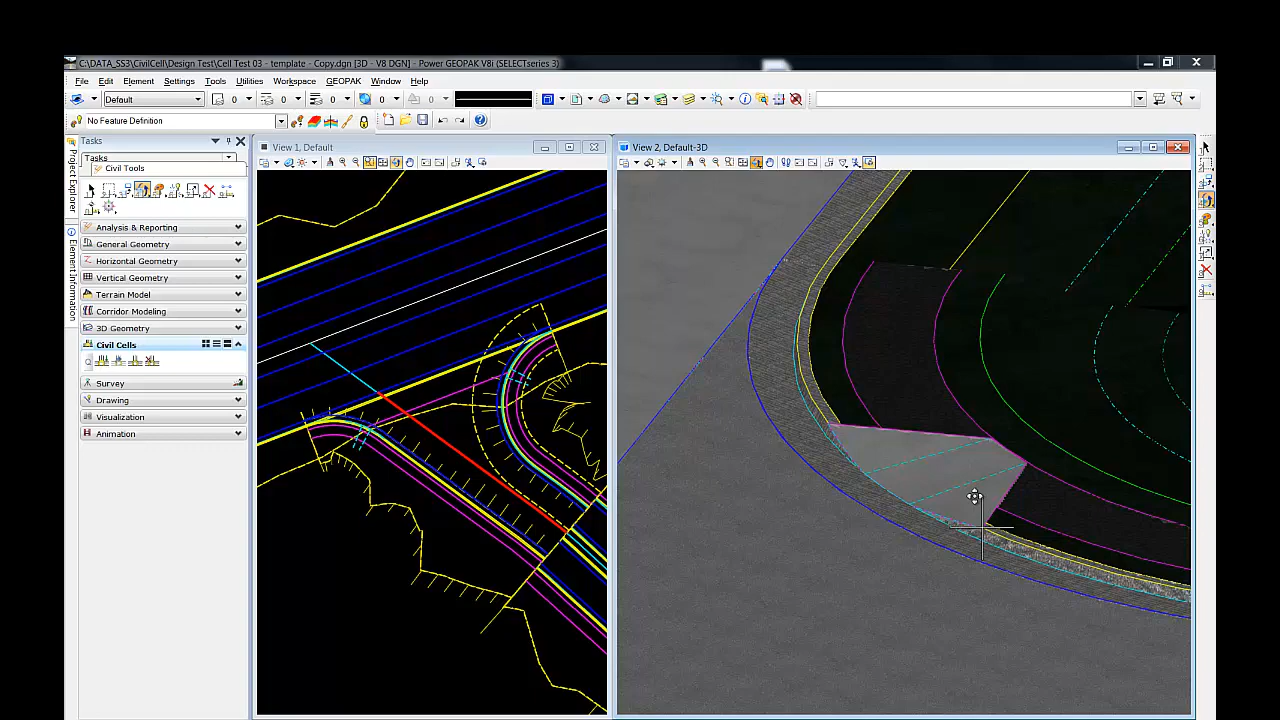 C:\DATA_SS3\CivilCell\Design Test\Cell Test 03 - template - Copy.dgn [3D - V8 DGN] - Power GEOPAK V8i (SELECTseries 3)
File Edit Element Settings Tools Utilities Workspace GEOPAK Window Help
Default 0 0 0 0 0
No Feature Definition
Tasks
Tasks
Civil Tools
Analysis & Reporting
General Geometry
Horizontal Geometry
Vertical Geometry
Terrain Model
Corridor Modeling
3D Geometry
Civil Cells
Survey
Drawing
Visualization
Animation
Project Explorer
Element Information
View 1, Default
View 2, Default-3D